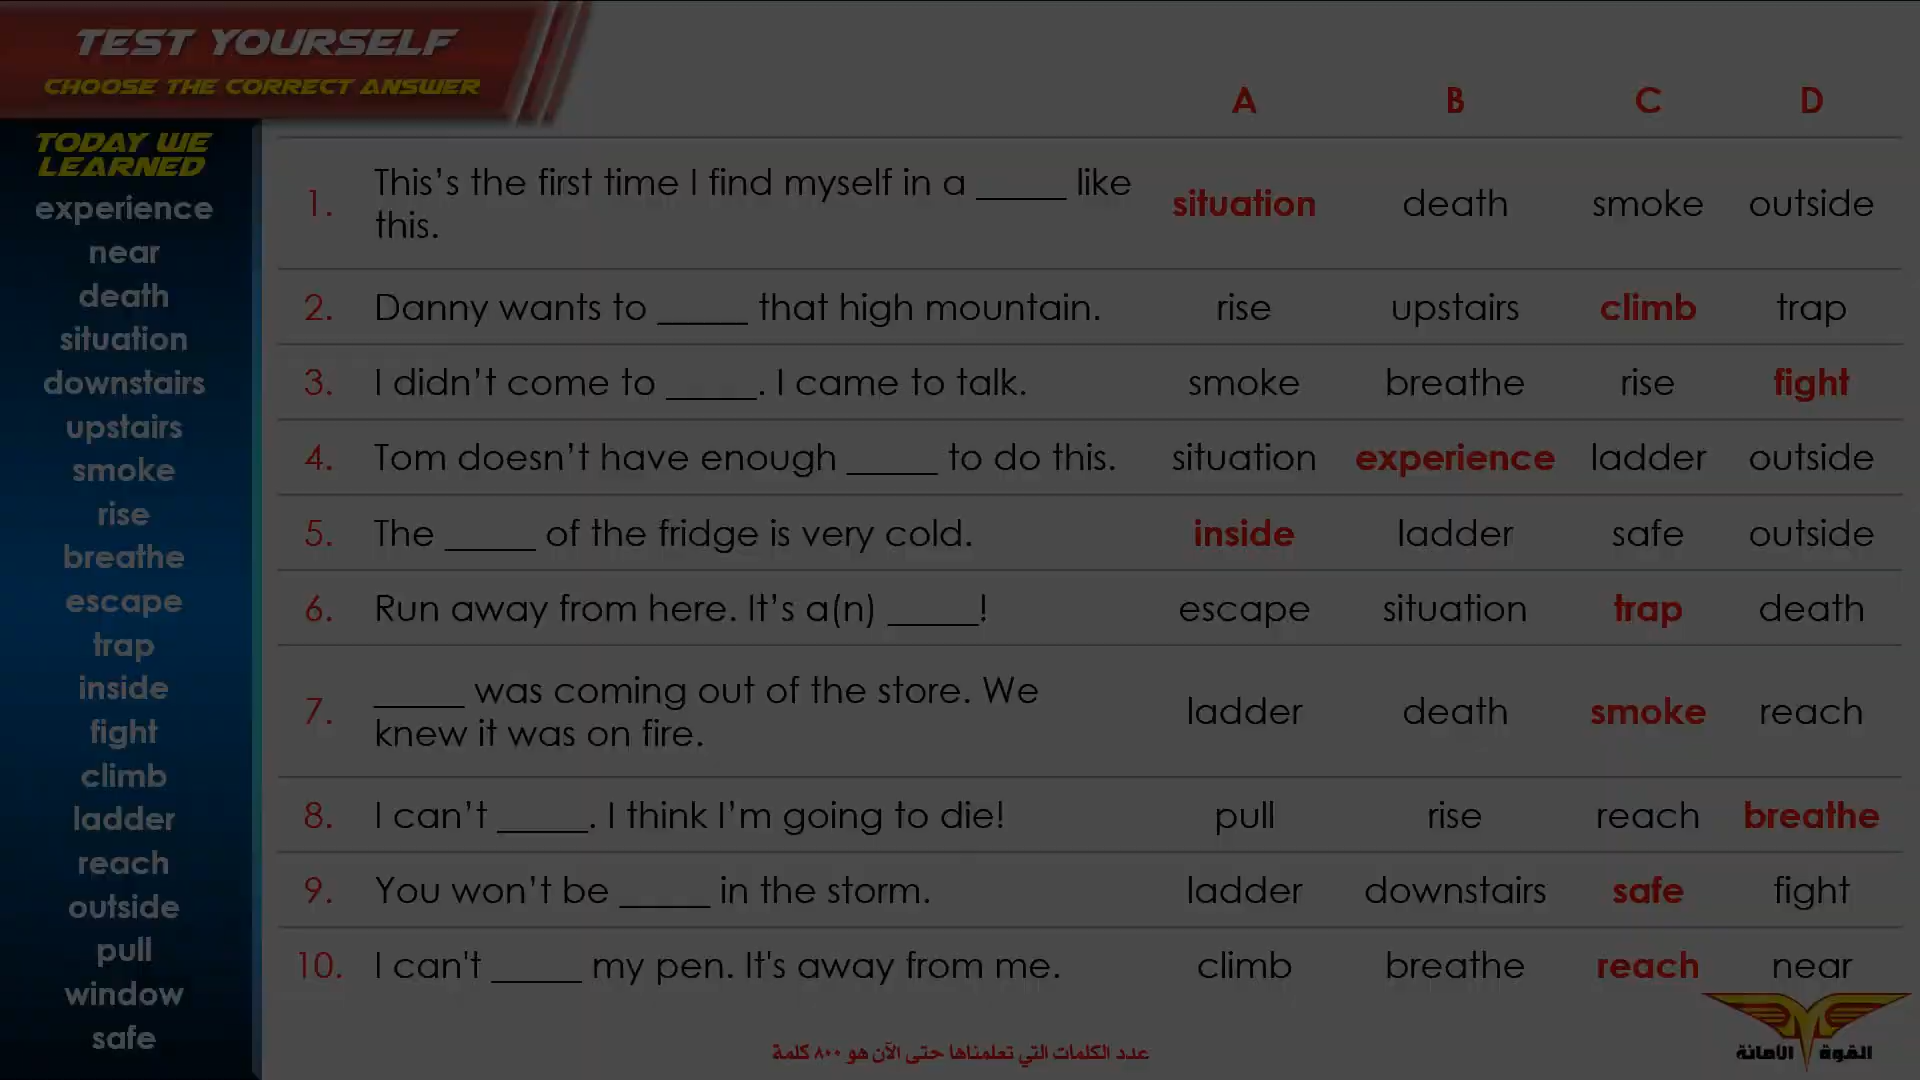 TEST YOURSELF
CHOOSE THE CORRECT ANSWER
TODAY WE
LEARNED
experience
near
death
situation
downstairs
upstairs
smoke
rise
breathe
escape
trap
inside
fight
climb
ladder
reach
outside
pull
window
safe
A B C D
1. This’s the first time I find myself in a _____ like
this.
situation death smoke outside
2. Danny wants to _____ that high mountain. rise upstairs climb trap
3. I didn’t come to _____. I came to talk. smoke breathe rise fight
4. Tom doesn’t have enough _____ to do this. situation experience ladder outside
5. The _____ of the fridge is very cold. inside ladder safe outside
6. Run away from here. It’s a(n) _____! escape situation trap death
7. _____ was coming out of the store. We
knew it was on fire.
ladder death smoke reach
8. I can’t _____. I think I’m going to die! pull rise reach breathe
9. You won’t be _____ in the storm. ladder downstairs safe fight
10. I can't _____ my pen. It's away from me. climb breathe reach near
عدد الكلمات التي تعلمناها حتى الآن هو ٨٠٠ كلمة
القوة الأمانة